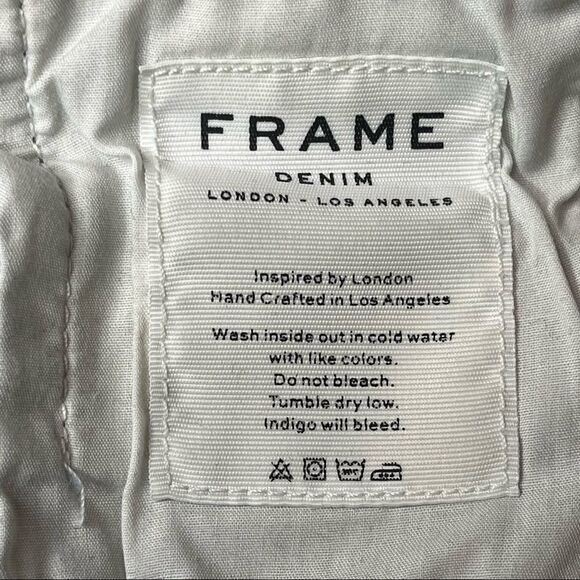 FRAME
DENIM
LONDON - LOS ANGELES
Inspired by London
Hand Crafted in Los Angeles
Wash inside out in cold water
with like colors.
Do not bleach.
Tumble dry low.
Indigo will bleed.